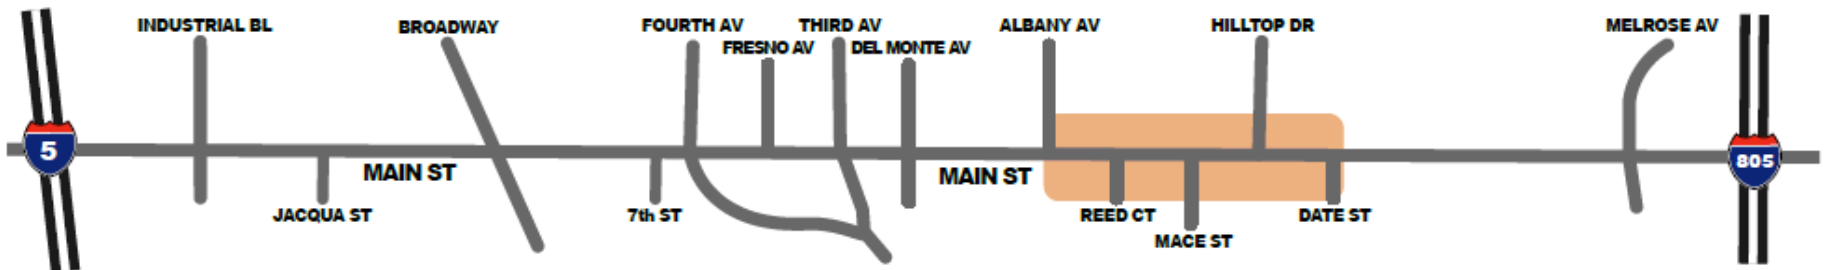 INDUSTRIAL BL
BROADWAY
FOURTH AV
THIRD AV
ALBANY AV
HILLTOP DR
MELROSE AV
FRESNO AV
DEL MONTE AV
5
805
MAIN ST
MAIN ST
JACQUA ST
7th ST
REED CT
DATE ST
MACE ST